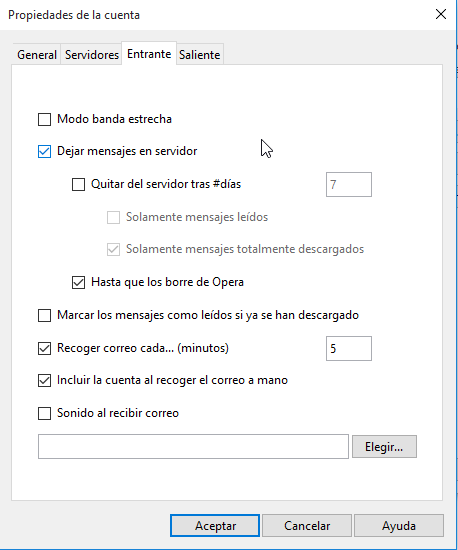 Propiedades de la cuenta
General Servidores Entrante Saliente
Modo banda estrecha
Dejar mensajes en servidor
Quitar del servidor tras #días 7
Solamente mensajes leídos
Solamente mensajes totalmente descargados
Hasta que los borre de Opera
Marcar los mensajes como leídos si ya se han descargado
Recoger correo cada... (minutos) 5
Incluir la cuenta al recoger el correo a mano
Sonido al recibir correo
Elegir...
Aceptar Cancelar Ayuda